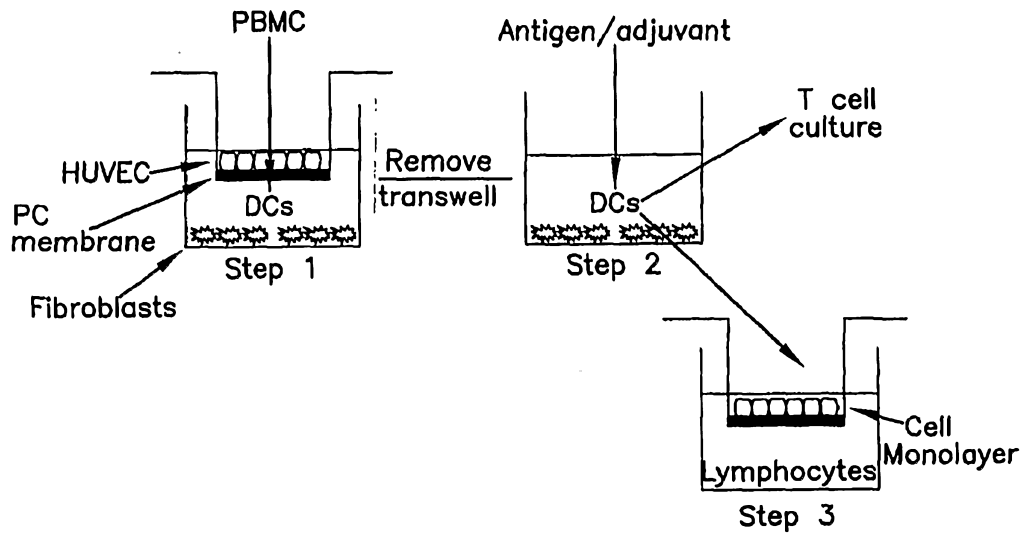 PBMC
HUVEC
PC
membrane
DCs
Fibroblasts
Step 1
Remove
transwell
Antigen/adjuvant
DCs
T cell
culture
Step 2
Cell
Monolayer
Lymphocytes
Step 3